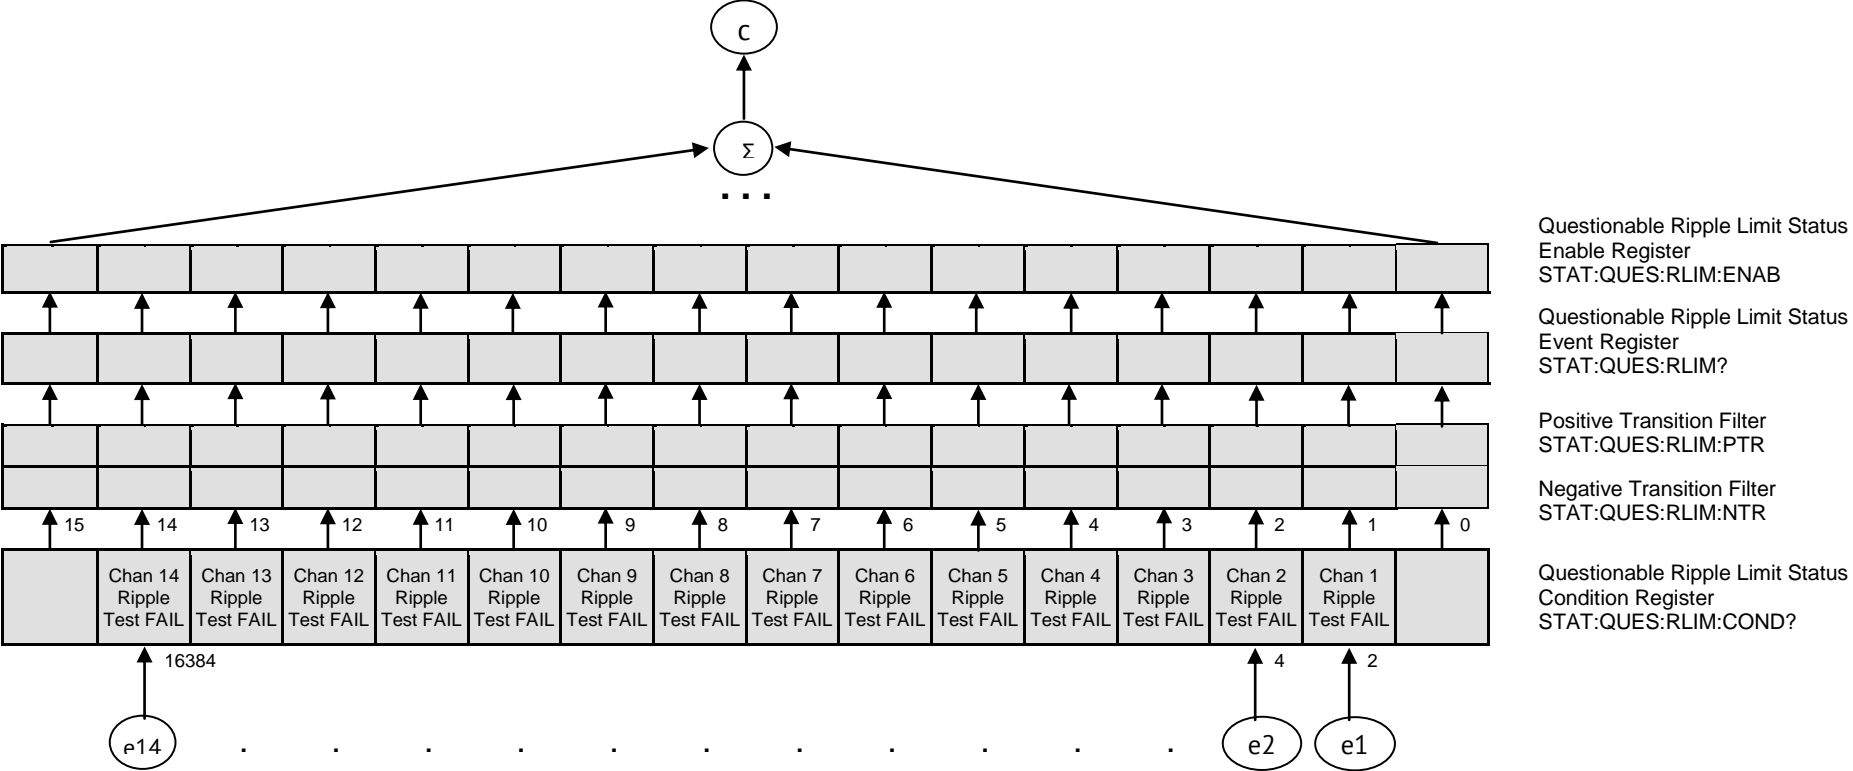 C
Σ
. . .
Questionable Ripple Limit Status
Enable Register
STAT:QUES:RLIM:ENAB
Questionable Ripple Limit Status
Event Register
STAT:QUES:RLIM?
Positive Transition Filter
STAT:QUES:RLIM:PTR
Negative Transition Filter
STAT:QUES:RLIM:NTR
15 14 13 12 11 10 9 8 7 6 5 4 3 2 1 0
Chan 14 Chan 13 Chan 12 Chan 11 Chan 10 Chan 9 Chan 8 Chan 7 Chan 6 Chan 5 Chan 4 Chan 3 Chan 2 Chan 1
Ripple Ripple Ripple Ripple Ripple Ripple Ripple Ripple Ripple Ripple Ripple Ripple Ripple Ripple
Test FAIL Test FAIL Test FAIL Test FAIL Test FAIL Test FAIL Test FAIL Test FAIL Test FAIL Test FAIL Test FAIL Test FAIL Test FAIL Test FAIL
Questionable Ripple Limit Status
Condition Register
STAT:QUES:RLIM:COND?
16384 4 2
e14 . . . . . . . . . . . e2 e1